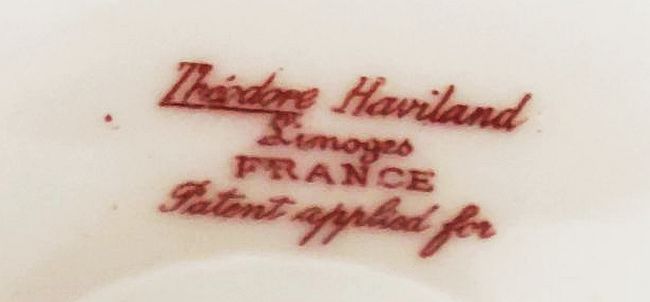 Théodore Haviland
Limoges
FRANCE
Patent applied for